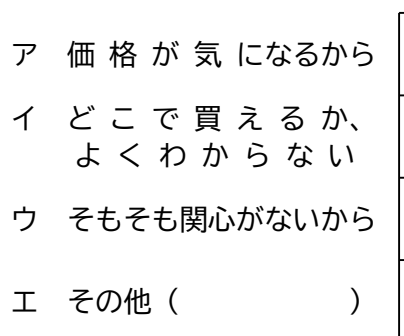 ア 価格が気になるから
イ どこで買えるか、
よくわからない
ウ そもそも関心がないから
エ その他（　　　　　　　）